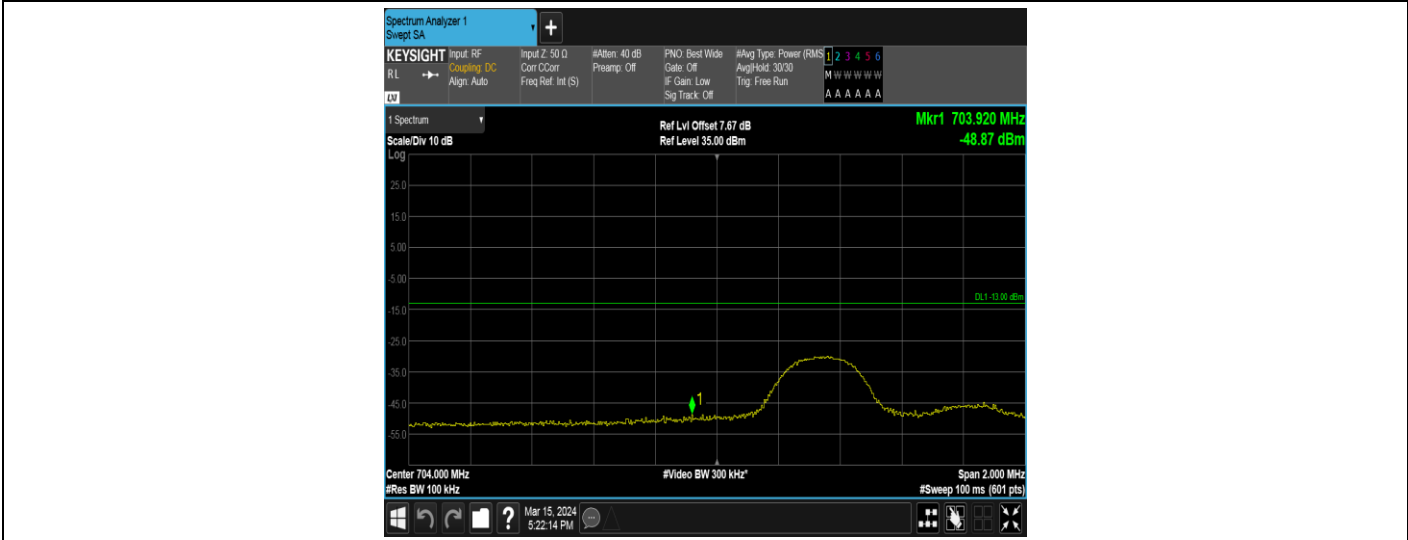 Spectrum Analyzer 1
Swept SA
+
KEYSIGHT
RL
LXI
Input: RF
Coupling: DC
Align: Auto
Input Z: 50 Ω
Corr CCorr
Freq Ref: Int (S)
#Atten: 40 dB
Preamp: Off
PNO: Best Wide
Gate: Off
IF Gain: Low
Sig Track: Off
#Avg Type: Power (RMS
Avg|Hold: 30/30
Trig: Free Run
1 2 3 4 5 6
M W W W W W
A A A A A A
1 Spectrum
Scale/Div 10 dB
Log
Ref Lvl Offset 7.67 dB
Ref Level 35.00 dBm
Mkr1 703.920 MHz
-48.87 dBm
25.0
15.0
5.00
-5.00
DL1 -13.00 dBm
-15.0
-25.0
-35.0
1
-45.0
-55.0
Center 704.000 MHz
#Video BW 300 kHz*
Span 2.000 MHz
#Res BW 100 kHz
#Sweep 100 ms (601 pts)
?
Mar 15, 2024
5:22:14 PM